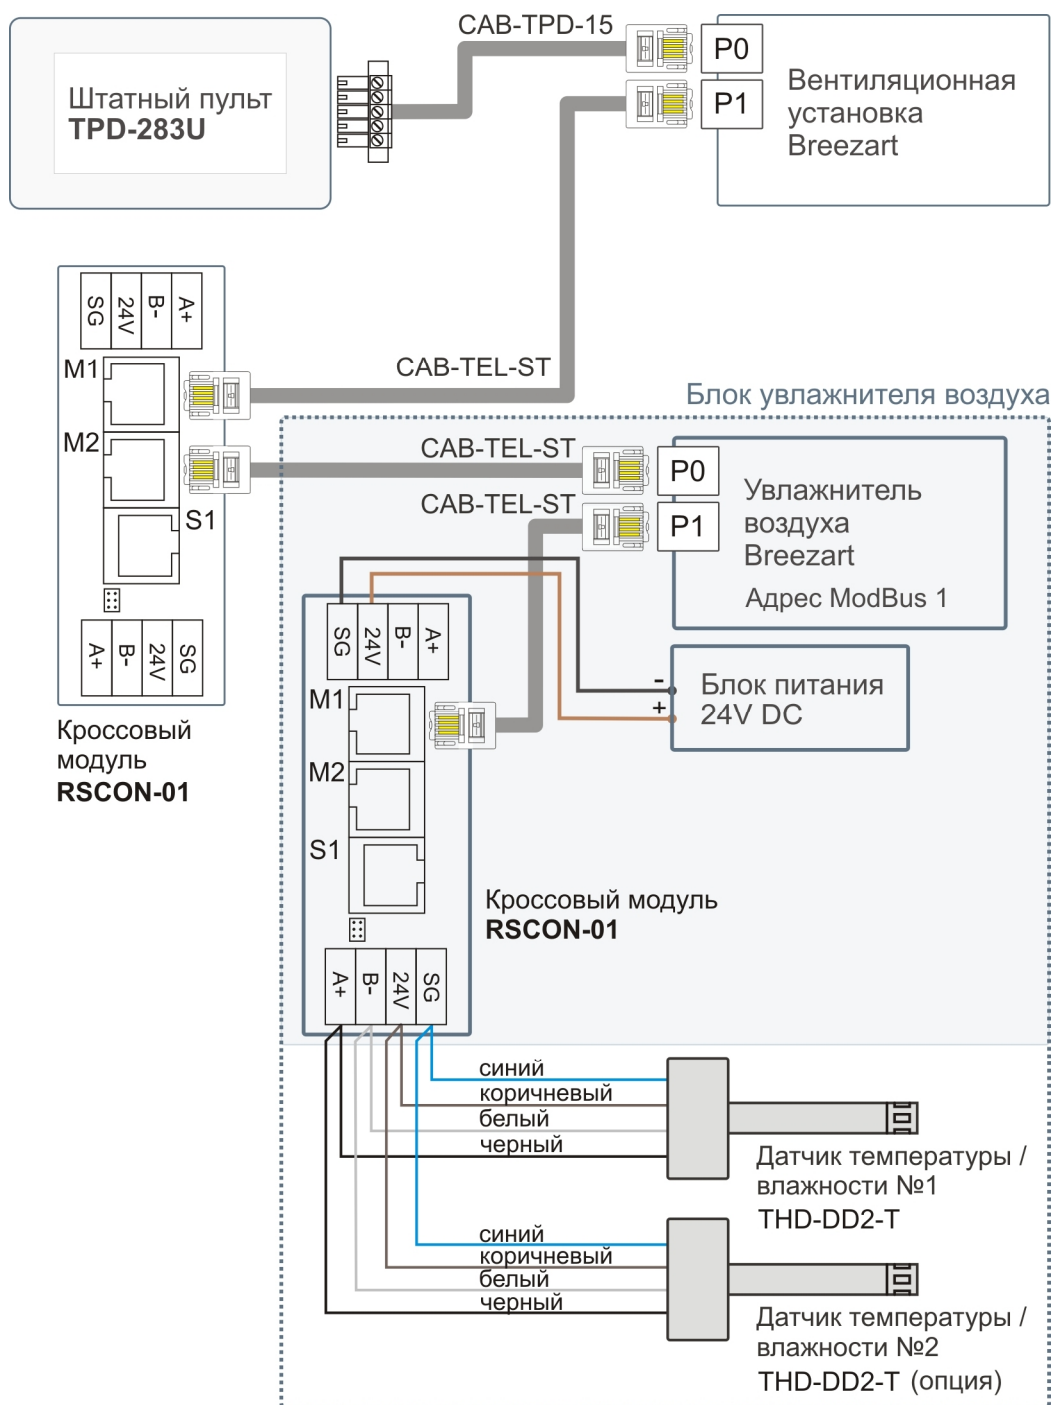 CAB-TPD-15
Штатный пульт
TPD-283U
P0
P1
Вентиляционная
установка
Breezart
SG
24V
B-
A+
M1
CAB-TEL-ST
M2
S1
A+
B-
24V
SG
Кроссовый
модуль
RSCON-01
Блок увлажнителя воздуха
CAB-TEL-ST
P0
CAB-TEL-ST
P1
Увлажнитель
воздуха
Breezart
Адрес ModBus 1
SG
24V
B-
A+
-
+
Блок питания
24V DC
M1
M2
S1
Кроссовый модуль
RSCON-01
A+
B-
24V
SG
синий
коричневый
белый
черный
Датчик температуры /
влажности №1
THD-DD2-T
синий
коричневый
белый
черный
Датчик температуры /
влажности №2
THD-DD2-T (опция)